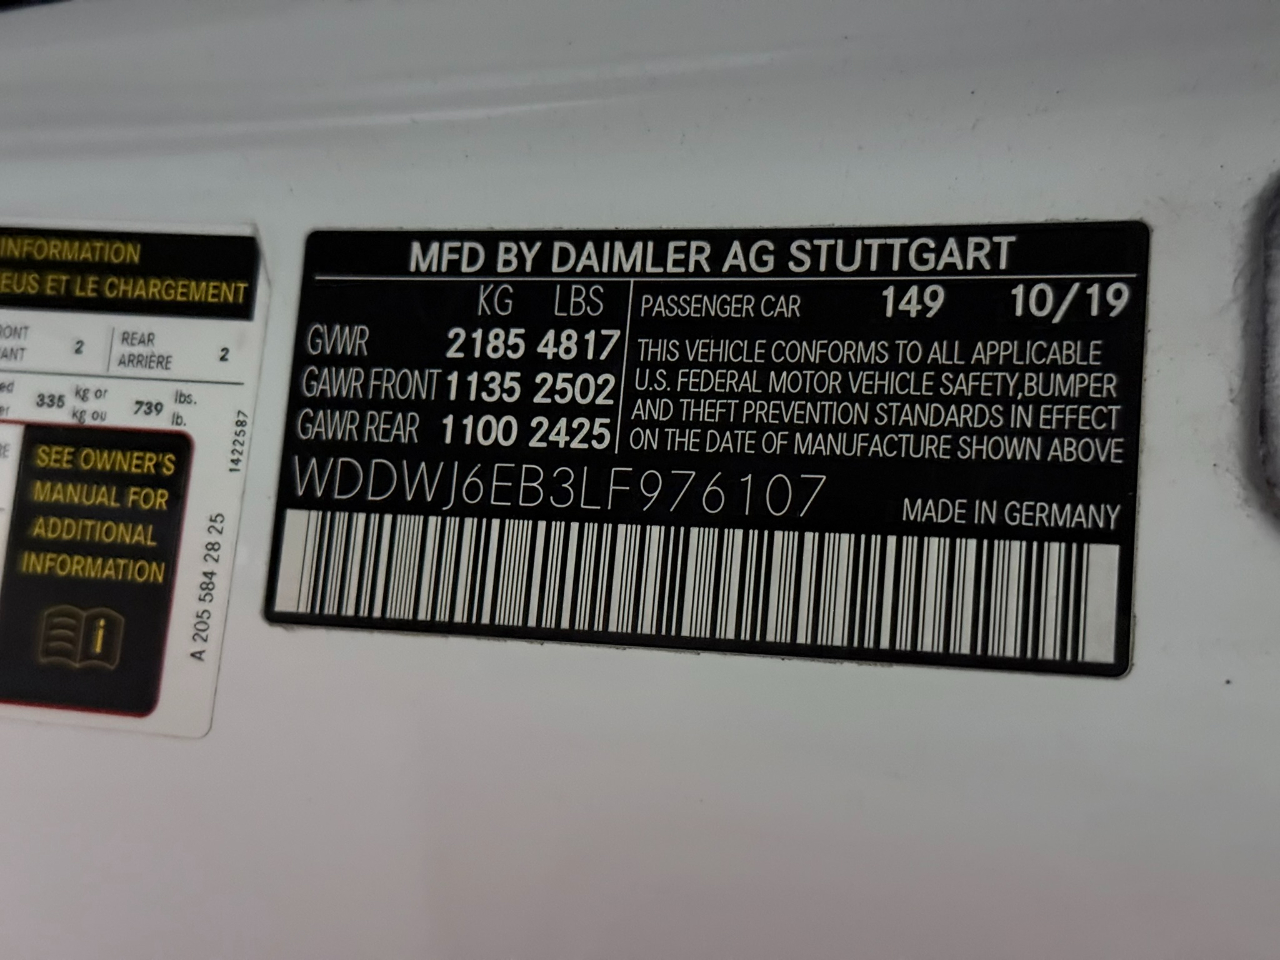 INFORMATION
EUS ET LE CHARGEMENT
2
REAR
ARRIÈRE
2
335 kg or
kg ou
739 lbs.
lb.
SEE OWNER'S
MANUAL FOR
ADDITIONAL
INFORMATION
1422587
A 205 584 28 25
MFD BY DAIMLER AG STUTTGART
KG LBS
GVWR 2185 4817
GAWR FRONT 1135 2502
GAWR REAR 1100 2425
PASSENGER CAR 149 10/19
THIS VEHICLE CONFORMS TO ALL APPLICABLE
U.S. FEDERAL MOTOR VEHICLE SAFETY,BUMPER
AND THEFT PREVENTION STANDARDS IN EFFECT
ON THE DATE OF MANUFACTURE SHOWN ABOVE
WDDWJ6EB3LF976107
MADE IN GERMANY